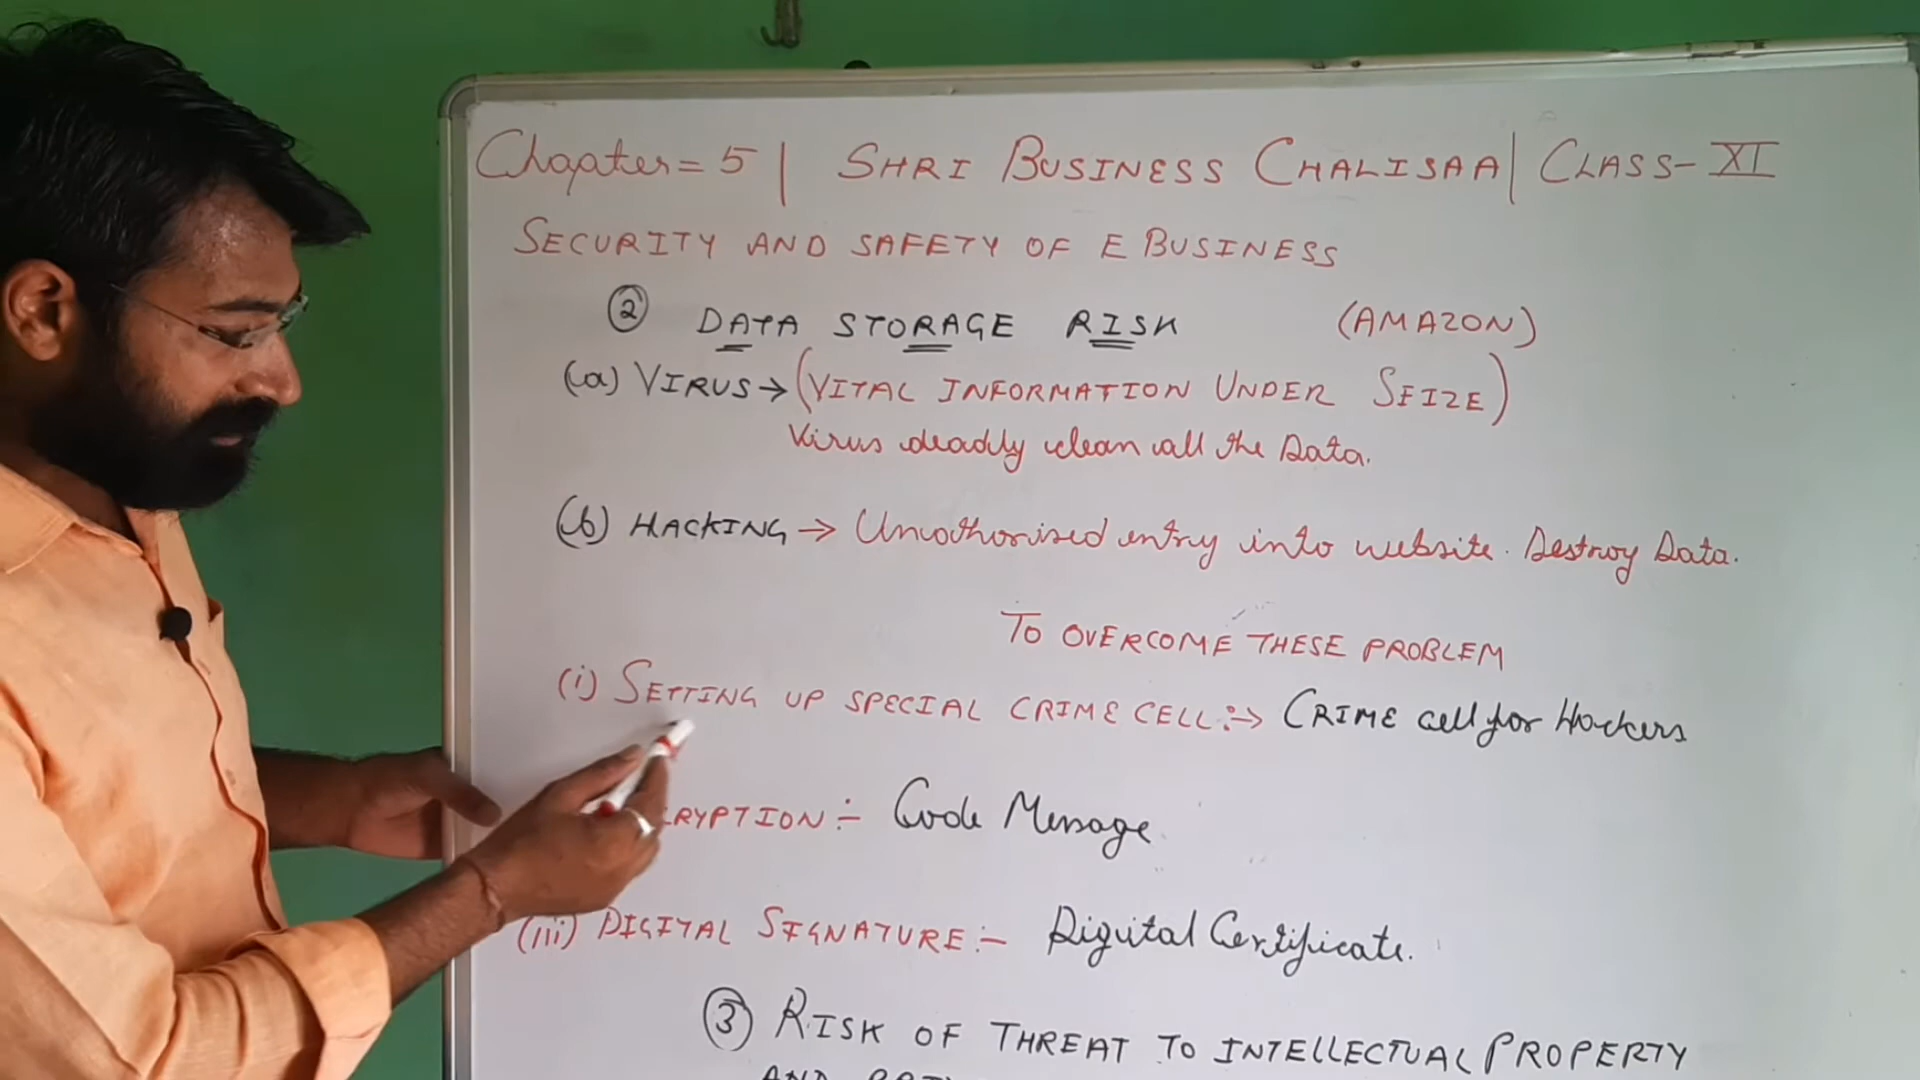 Chapter = 5 | SHRI BUSINESS CHALISAA | CLASS - XI
SECURITY AND SAFETY OF E BUSINESS
② DATA STORAGE RISK (AMAZON)
(a) VIRUS → (VITAL INFORMATION UNDER SEIZE)
Virus deadly clean all the Data.
(b) HACKING → Unothorised entry into website. Destroy Data.
TO OVERCOME THESE PROBLEM
(i) SETTING UP SPECIAL CRIME CELL :→ CRIME cell for Hackers
CRYPTION :- Code Message
(iii) DIGITAL SIGNATURE :- Digital Certificate.
③ RISK OF THREAT TO INTELLECTUAL PROPERTY
AND